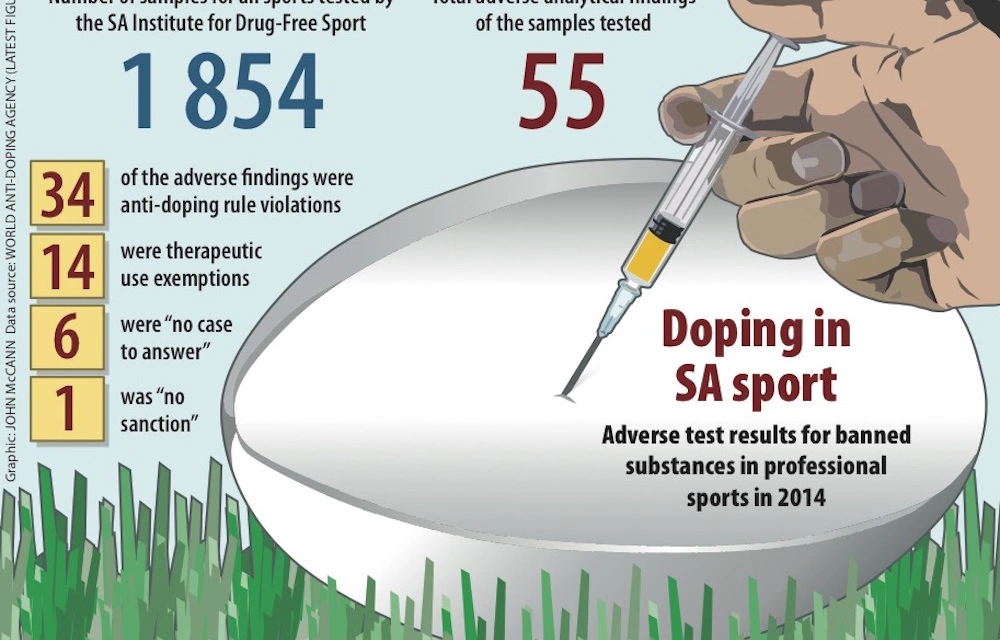 Number of samples for all sports tested by
the SA Institute for Drug-Free Sport
1 854
Total adverse analytical findings
of the samples tested
55
34
of the adverse findings were
anti-doping rule violations
14
were therapeutic
use exemptions
6
were “no case
to answer”
1
was “no
sanction”
Doping in
SA sport
Adverse test results for banned
substances in professional
sports in 2014
Graphic: JOHN McCANN Data source: WORLD ANTI-DOPING AGENCY (LATEST